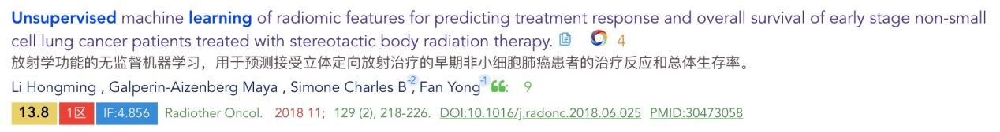 Unsupervised machine learning of radiomic features for predicting treatment response and overall survival of early stage non-small
cell lung cancer patients treated with stereotactic body radiation therapy. 4
放射学功能的无监督机器学习，用于预测接受立体定向放射治疗的早期非小细胞肺癌患者的治疗反应和总体生存率。
Li Hongming , Galperin-Aizenberg Maya , Simone Charles B -2 , Fan Yong -1 : 9
13.8 1区 IF:4.856 Radiother Oncol. 2018 11; 129 (2), 218-226. DOI:10.1016/j.radonc.2018.06.025 PMID:30473058